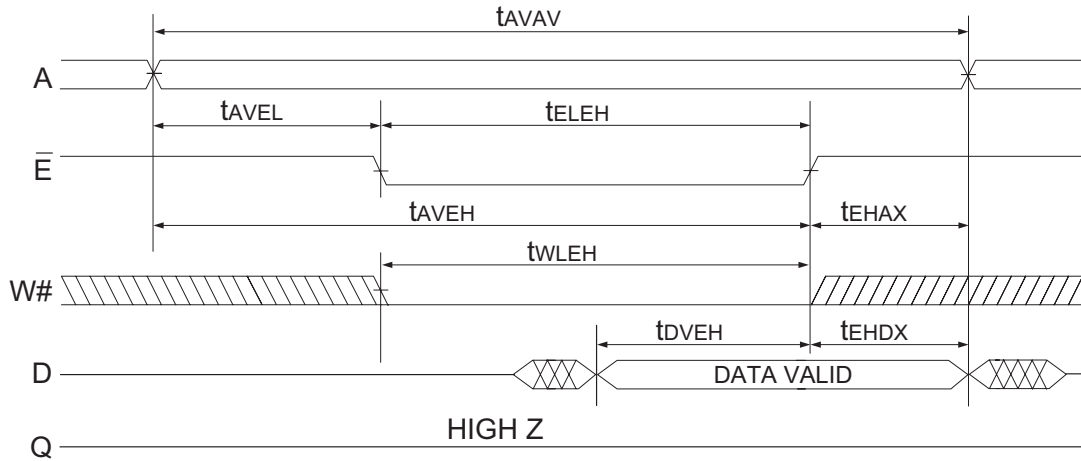 tAVAV
A
tAVEL tELEH
E
tAVEH tEHAX
tWLEH
W#
tDVEH tEHDX
D DATA VALID
HIGH Z
Q